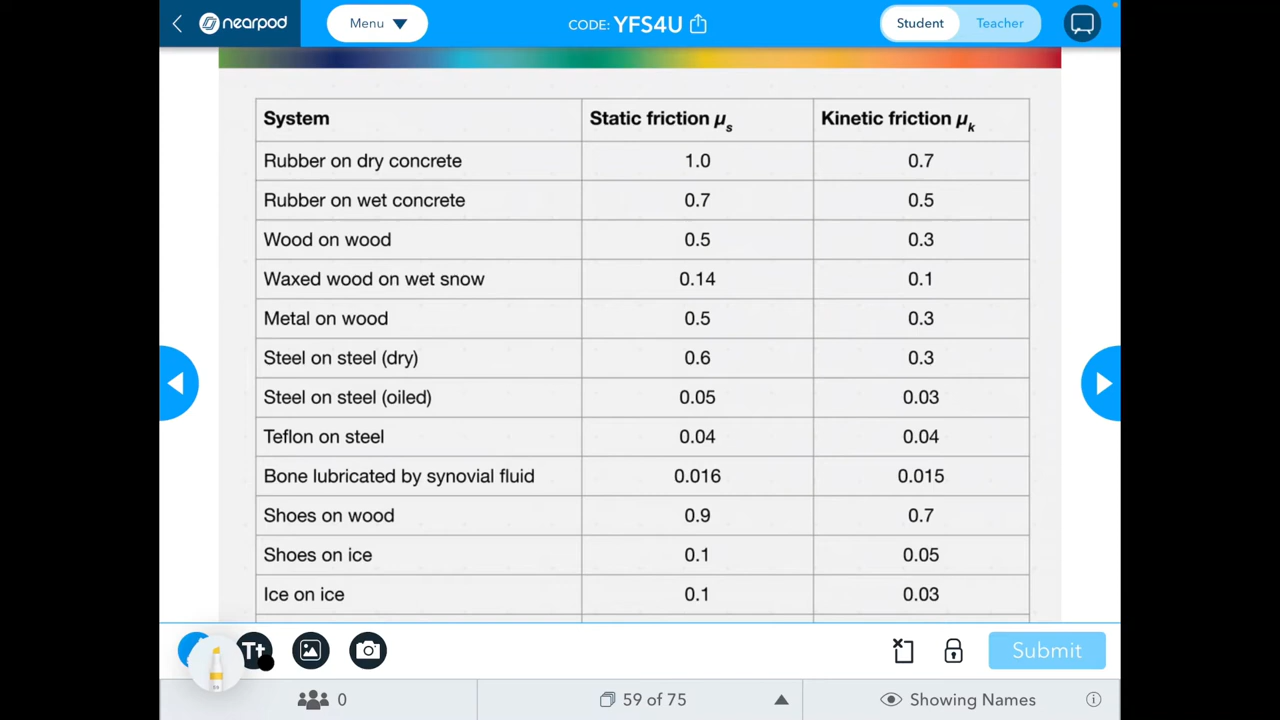 nearpod Menu CODE: YFS4U Student Teacher
System Static friction μs Kinetic friction μk
Rubber on dry concrete 1.0 0.7
Rubber on wet concrete 0.7 0.5
Wood on wood 0.5 0.3
Waxed wood on wet snow 0.14 0.1
Metal on wood 0.5 0.3
Steel on steel (dry) 0.6 0.3
Steel on steel (oiled) 0.05 0.03
Teflon on steel 0.04 0.04
Bone lubricated by synovial fluid 0.016 0.015
Shoes on wood 0.9 0.7
Shoes on ice 0.1 0.05
Ice on ice 0.1 0.03
Tt Submit
0 59 of 75 Showing Names